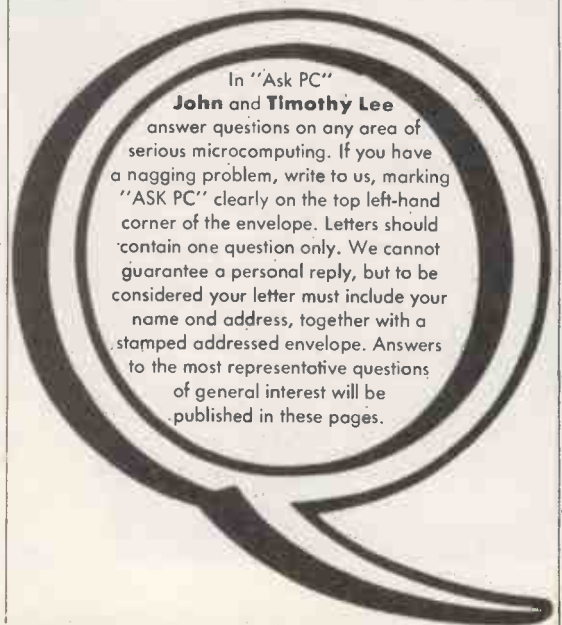 In "Ask PC"
John and Timothy Lee
answer questions on any area of
serious microcomputing. If you have
a nagging problem, write to us, marking
"ASK PC" clearly on the top left-hand
corner of the envelope. Letters should
contain one question only. We cannot
guarantee a personal reply, but to be
considered your letter must include your
name and address, together with a
stamped addressed envelope. Answers
to the most representative questions
of general interest will be
published in these pages.